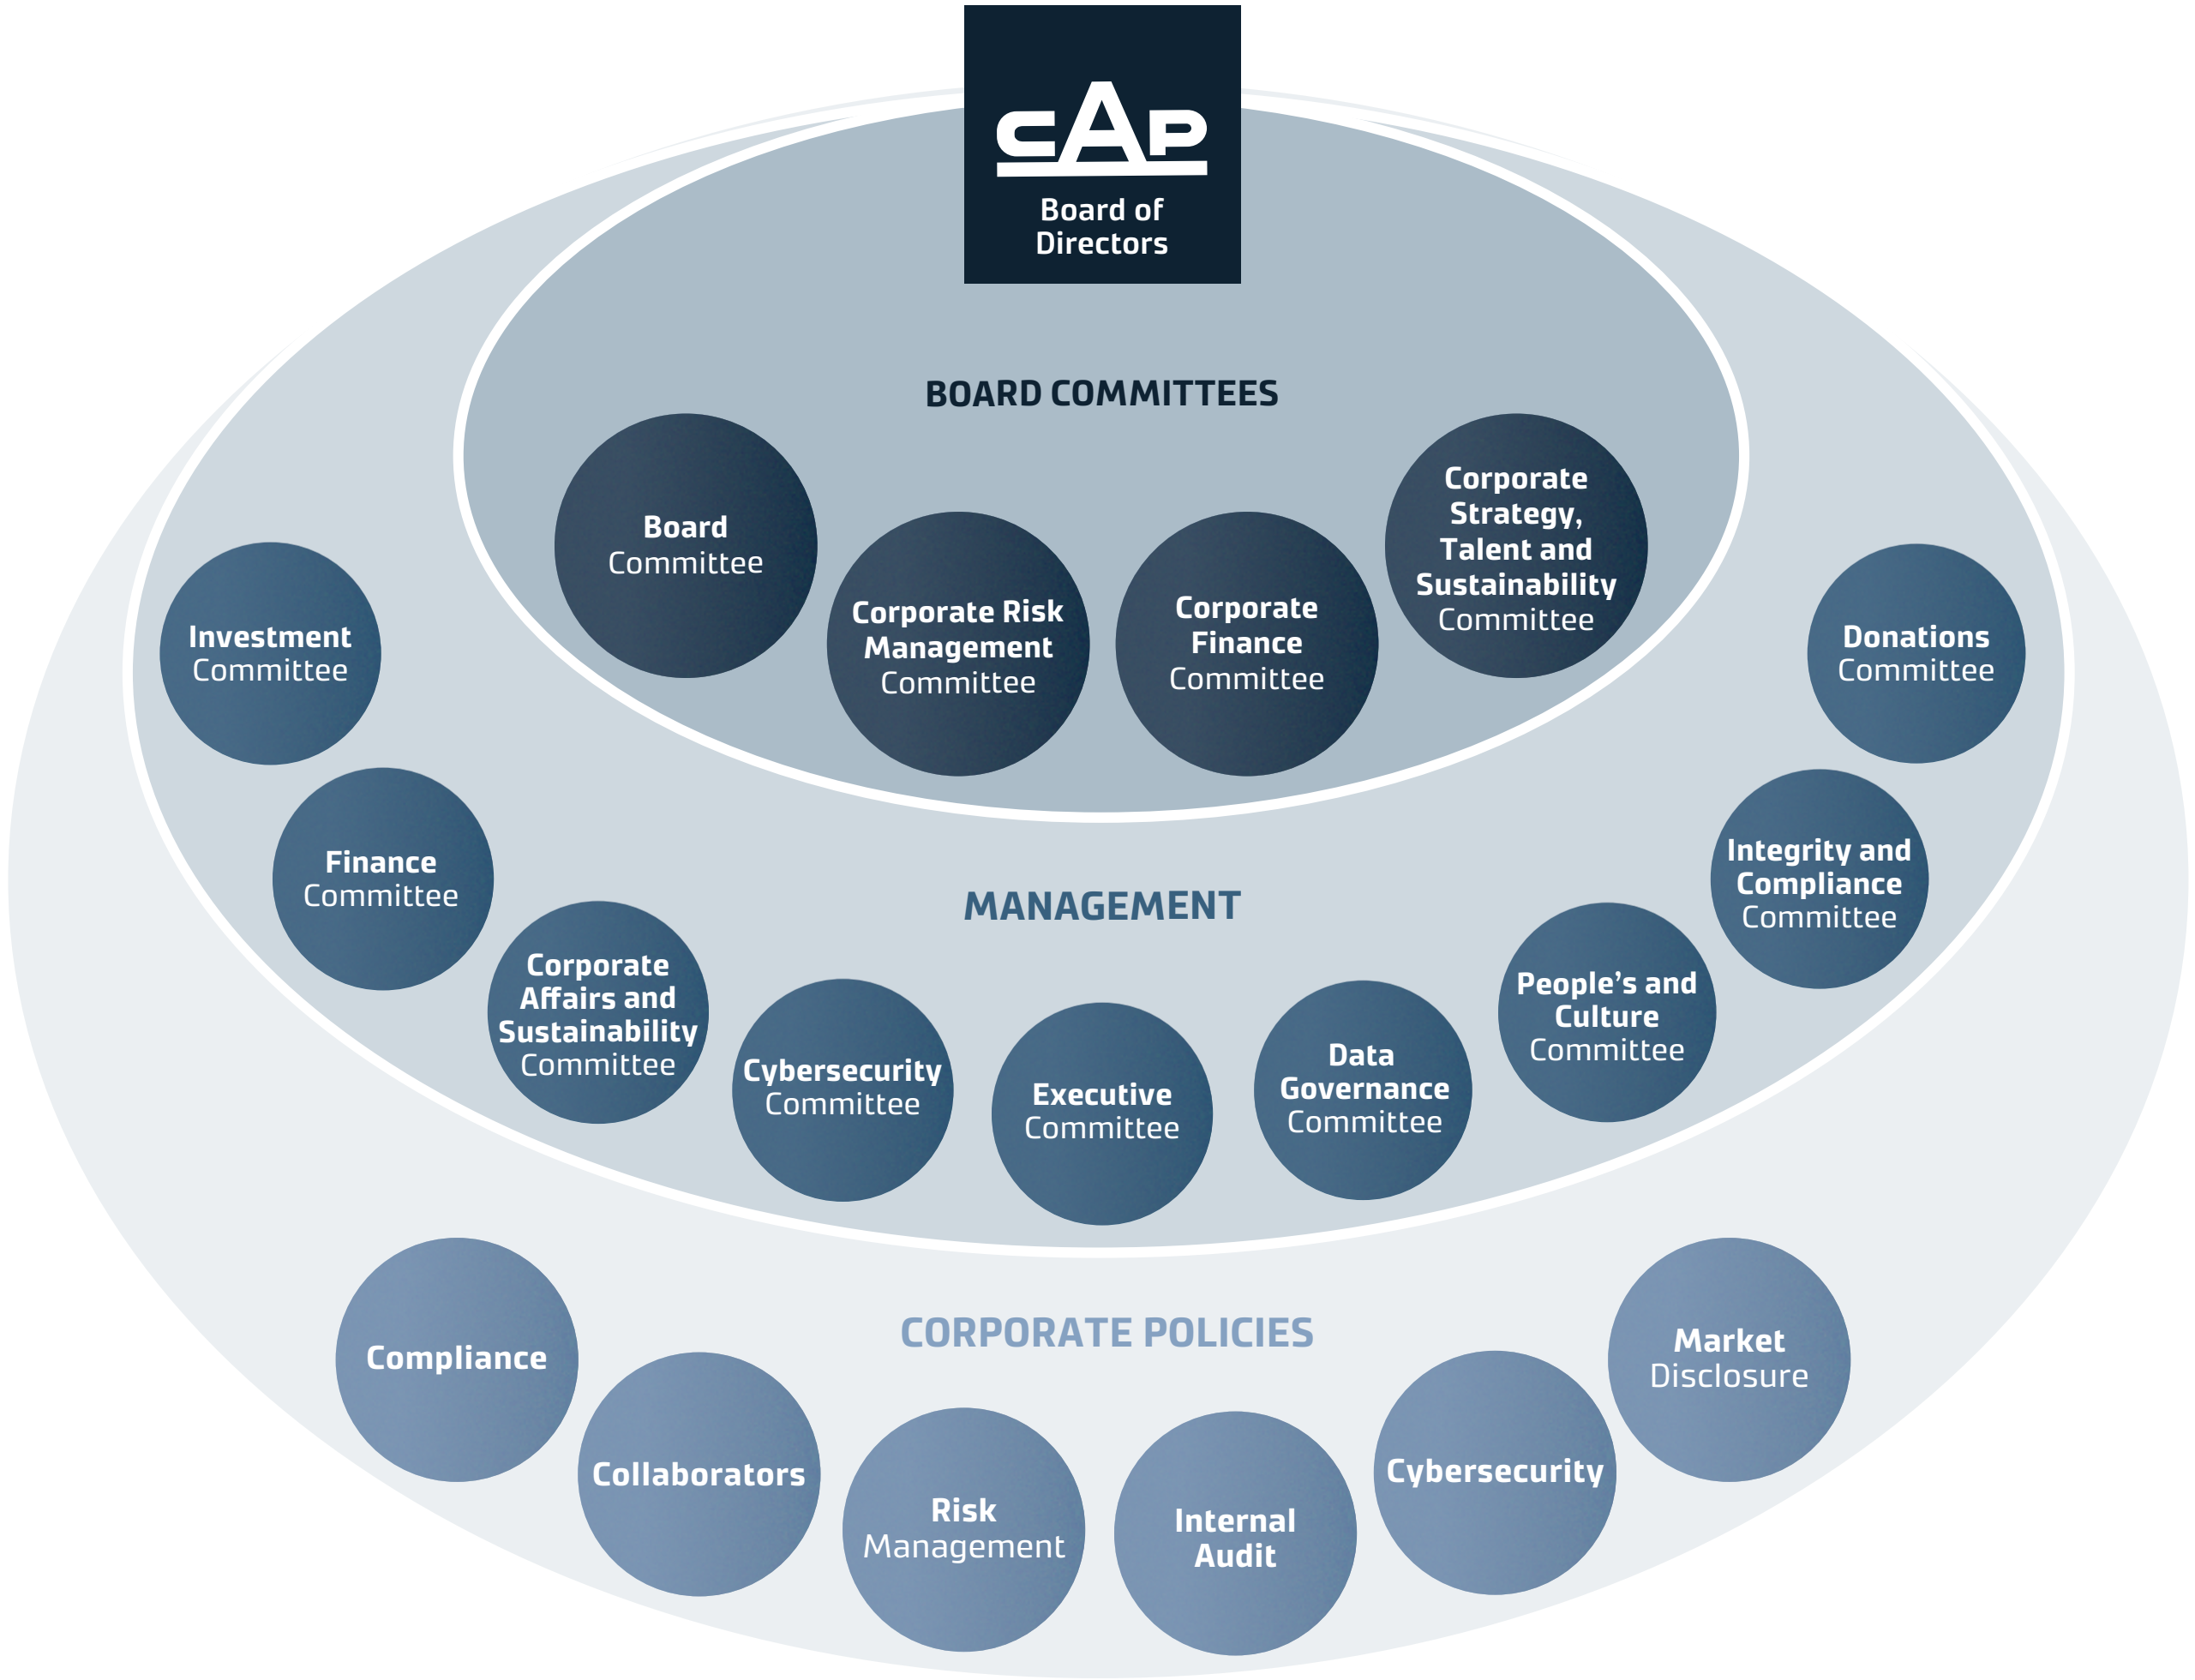 CAP
Board of
Directors
BOARD COMMITTEES
Board
Committee
Corporate Risk
Management
Committee
Corporate
Finance
Committee
Corporate
Strategy,
Talent and
Sustainability
Committee
MANAGEMENT
Investment
Committee
Finance
Committee
Corporate
Affairs and
Sustainability
Committee
Cybersecurity
Committee
Executive
Committee
Data
Governance
Committee
People’s and
Culture
Committee
Integrity and
Compliance
Committee
Donations
Committee
CORPORATE POLICIES
Compliance
Collaborators
Risk
Management
Internal
Audit
Cybersecurity
Market
Disclosure